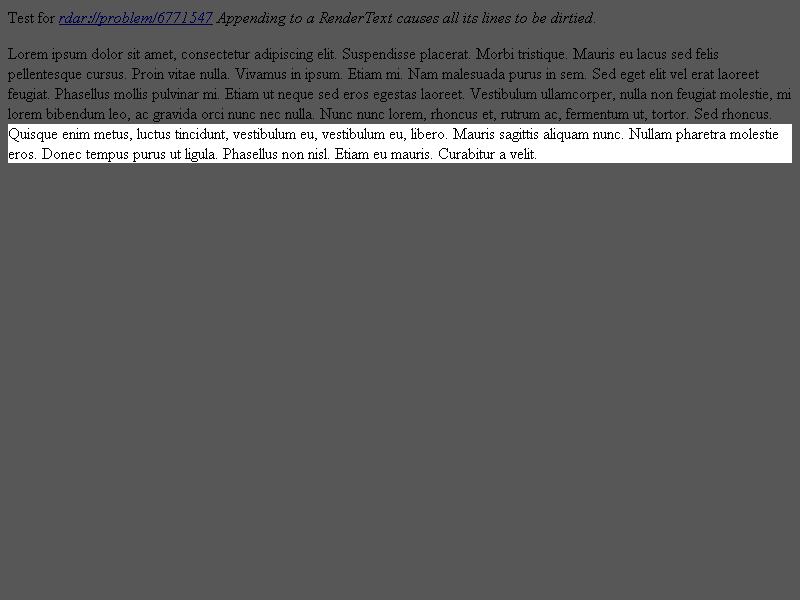 Test for rdar://problem/6771547 Appending to a RenderText causes all its lines to be dirtied.
Lorem ipsum dolor sit amet, consectetur adipiscing elit. Suspendisse placerat. Morbi tristique. Mauris eu lacus sed felis
pellentesque cursus. Proin vitae nulla. Vivamus in ipsum. Etiam mi. Nam malesuada purus in sem. Sed eget elit vel erat laoreet
feugiat. Phasellus mollis pulvinar mi. Etiam ut neque sed eros egestas laoreet. Vestibulum ullamcorper, nulla non feugiat molestie, mi
lorem bibendum leo, ac gravida orci nunc nec nulla. Nunc nunc lorem, rhoncus et, rutrum ac, fermentum ut, tortor. Sed rhoncus.
Quisque enim metus, luctus tincidunt, vestibulum eu, vestibulum eu, libero. Mauris sagittis aliquam nunc. Nullam pharetra molestie
eros. Donec tempus purus ut ligula. Phasellus non nisl. Etiam eu mauris. Curabitur a velit.